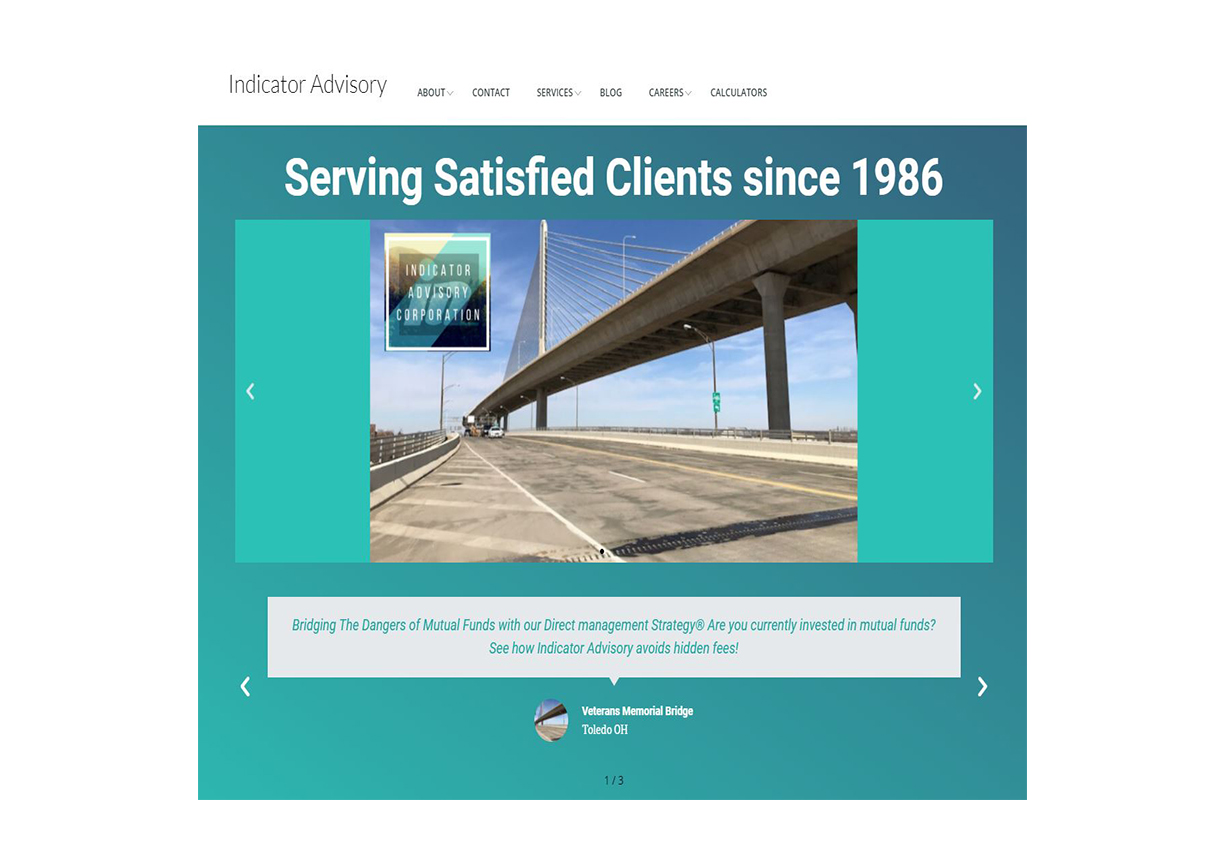 Indicator Advisory
ABOUT CONTACT SERVICES BLOG CAREERS CALCULATORS
Serving Satisfied Clients since 1986
INDICATOR
ADVISORY
CORPORATION
Bridging The Dangers of Mutual Funds with our Direct management Strategy® Are you currently invested in mutual funds?
See how Indicator Advisory avoids hidden fees!
Veterans Memorial Bridge
Toledo OH
1 / 3